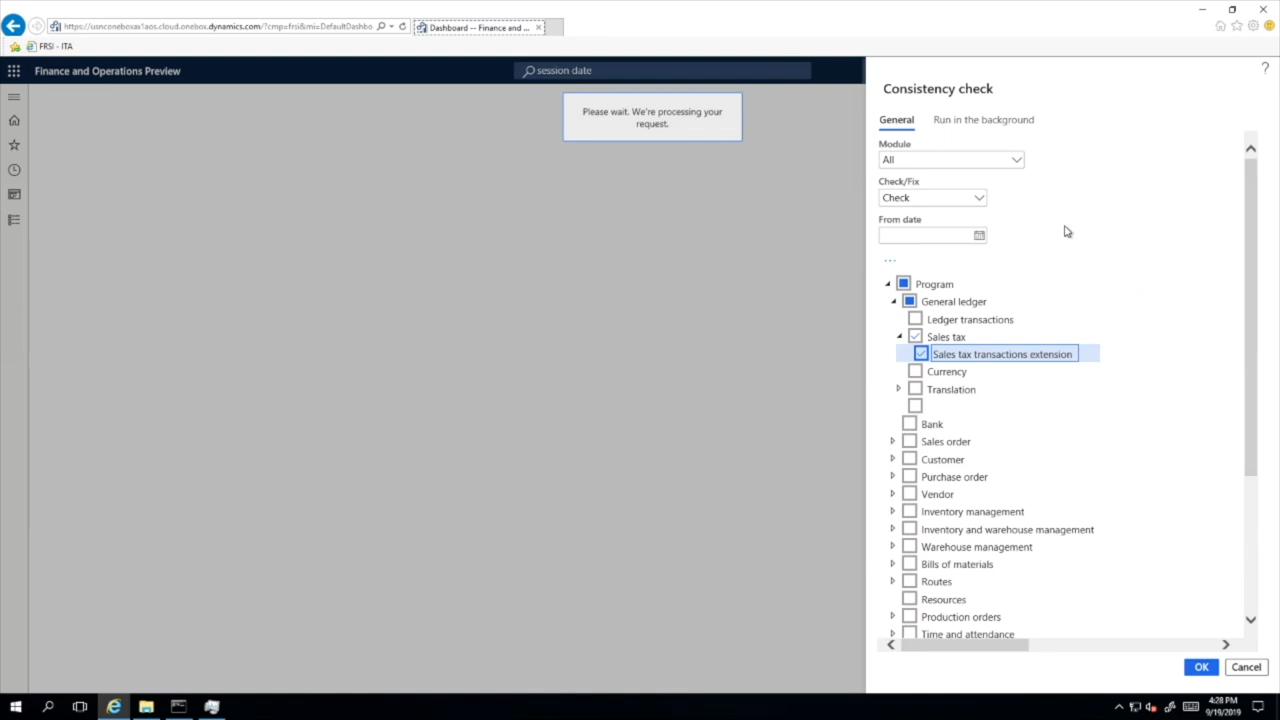 https://usnconeboxax1aos.cloud.onebox.dynamics.com/?cmp=frsi&mi=DefaultDashbo
Dashboard -- Finance and ...
FRSI - ITA
Finance and Operations Preview
session date
?
Please wait. We're processing your
request.
Consistency check
General
Run in the background
Module
All
Check/Fix
Check
From date
...
Program
General ledger
Ledger transactions
Sales tax
Sales tax transactions extension
Currency
Translation
Bank
Sales order
Customer
Purchase order
Vendor
Inventory management
Inventory and warehouse management
Warehouse management
Bills of materials
Routes
Resources
Production orders
Time and attendance
OK
Cancel
4:28 PM
9/19/2019